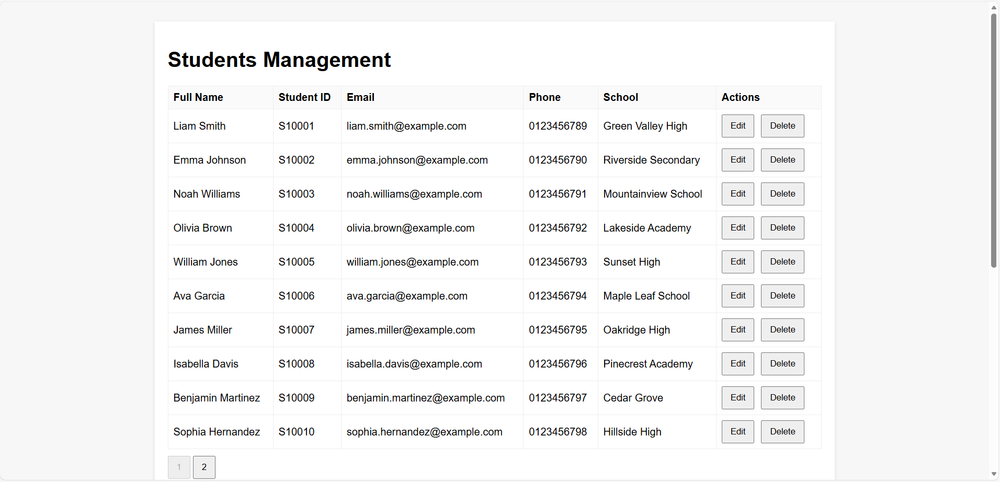 Students Management
Full Name Student ID Email Phone School Actions
Liam Smith S10001 liam.smith@example.com 0123456789 Green Valley High Edit Delete
Emma Johnson S10002 emma.johnson@example.com 0123456790 Riverside Secondary Edit Delete
Noah Williams S10003 noah.williams@example.com 0123456791 Mountainview School Edit Delete
Olivia Brown S10004 olivia.brown@example.com 0123456792 Lakeside Academy Edit Delete
William Jones S10005 william.jones@example.com 0123456793 Sunset High Edit Delete
Ava Garcia S10006 ava.garcia@example.com 0123456794 Maple Leaf School Edit Delete
James Miller S10007 james.miller@example.com 0123456795 Oakridge High Edit Delete
Isabella Davis S10008 isabella.davis@example.com 0123456796 Pinecrest Academy Edit Delete
Benjamin Martinez S10009 benjamin.martinez@example.com 0123456797 Cedar Grove Edit Delete
Sophia Hernandez S10010 sophia.hernandez@example.com 0123456798 Hillside High Edit Delete
1 2